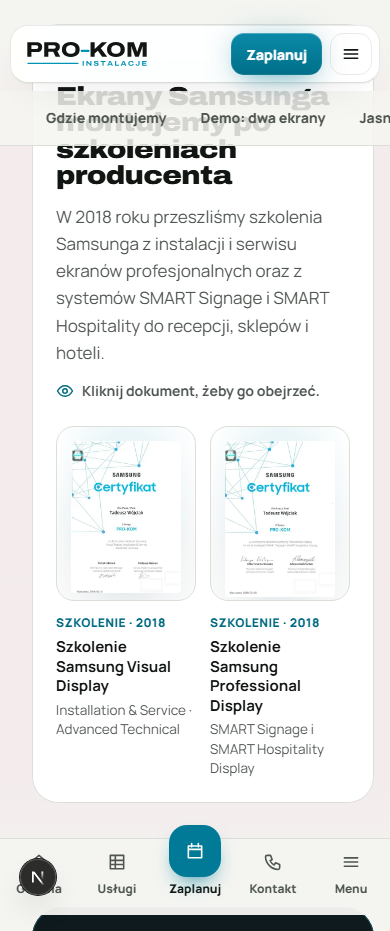 PRO-KOM
INSTALACJE
Zaplanuj
Ekrany Samsunga
Gdzie montujemy
Demo: dwa ekrany
montujemy po
szkoleniach
producenta
W 2018 roku przeszliśmy szkolenia
Samsunga z instalacji i serwisu
ekranów profesjonalnych oraz z
systemów SMART Signage i SMART
Hospitality do recepcji, sklepów i
hoteli.
Kliknij dokument, żeby go obejrzeć.
SAMSUNG
Certyfikat
Tadeusz Wójciak
PRO-KOM
SAMSUNG
Certyfikat
Tadeusz Wójciak
PRO-KOM
SZKOLENIE · 2018
Szkolenie
Samsung Visual
Display
Installation & Service ·
Advanced Technical
SZKOLENIE · 2018
Szkolenie
Samsung
Professional
Display
SMART Signage i
SMART Hospitality
Display
N
Usługi
Zaplanuj
Kontakt
Menu